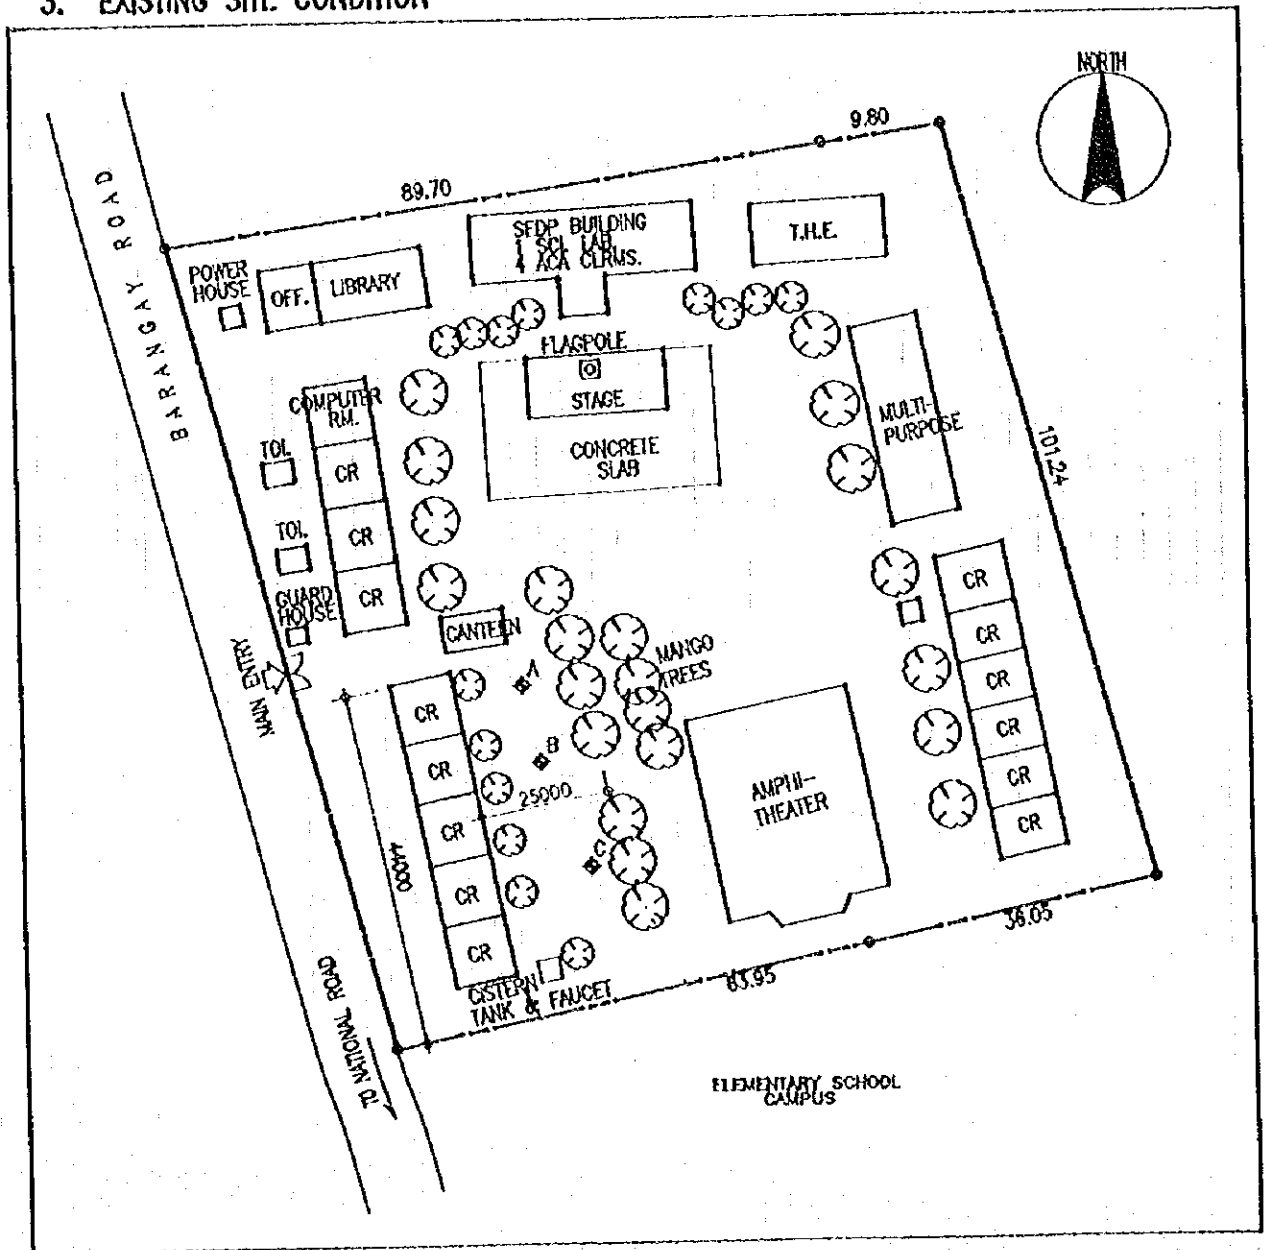 3. EXISTING SITE CONDITION
NORTH
9.80
89.70
BARANGAY ROAD
SFDP BUILDING
1 SCI. LAB.
4 ACA CLRMS.
T.H.E.
POWER
HOUSE
OFF.
LIBRARY
FLAGPOLE
STAGE
CONCRETE
SLAB
COMPUTER
RM.
MULTI-
PURPOSE
101.24
TOI.
CR
TOI.
CR
GUARD
HOUSE
CR
CANTEEN
MAIN ENTRY
MANGO
TREES
A
B
C
CR
CR
CR
CR
CR
CR
CR
CR
CR
CR
CR
25000
44000
AMPHI-
THEATER
CISTERN
TANK & FAUCET
TO NATIONAL ROAD
83.95
36.05
ELEMENTARY SCHOOL
CAMPUS